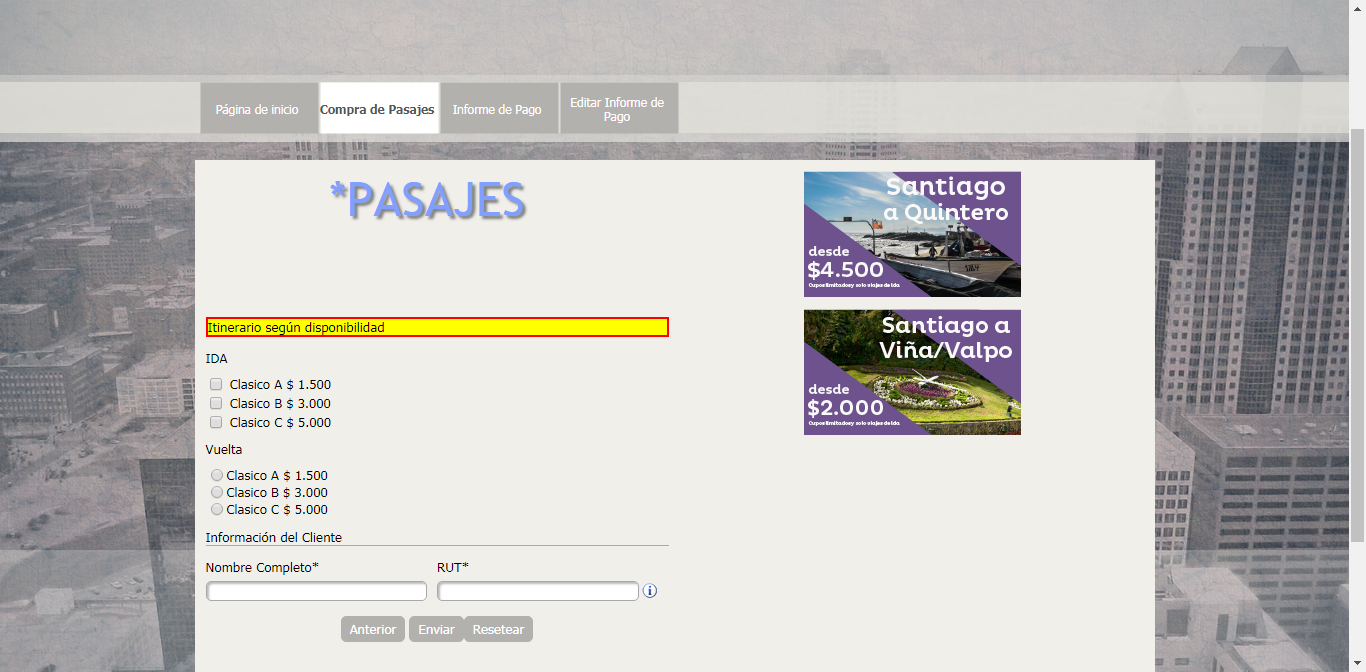 Página de inicio
Compra de Pasajes
Informe de Pago
Editar Informe de
Pago
*PASAJES
Itinerario según disponibilidad
IDA
Clasico A $ 1.500
Clasico B $ 3.000
Clasico C $ 5.000
Vuelta
Clasico A $ 1.500
Clasico B $ 3.000
Clasico C $ 5.000
Información del Cliente
Nombre Completo*
RUT*
Anterior
Enviar
Resetear
Santiago
a Quintero
desde
$4.500
Cupos limitados y solo viajes de ida
Santiago a
Viña/Valpo
desde
$2.000
Cupos limitados y solo viajes de ida